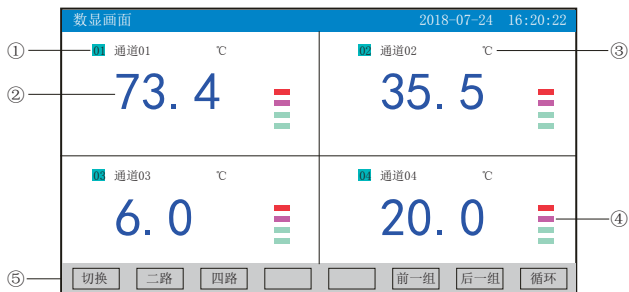 数显画面 2018-07-24 16:20:22
① 01 通道01 ℃ 02 通道02 ℃ ③
② 73.4 35.5
03 通道03 ℃ 04 通道04 ℃
6.0 20.0 ④
⑤ 切换 二路 四路 前一组 后一组 循环